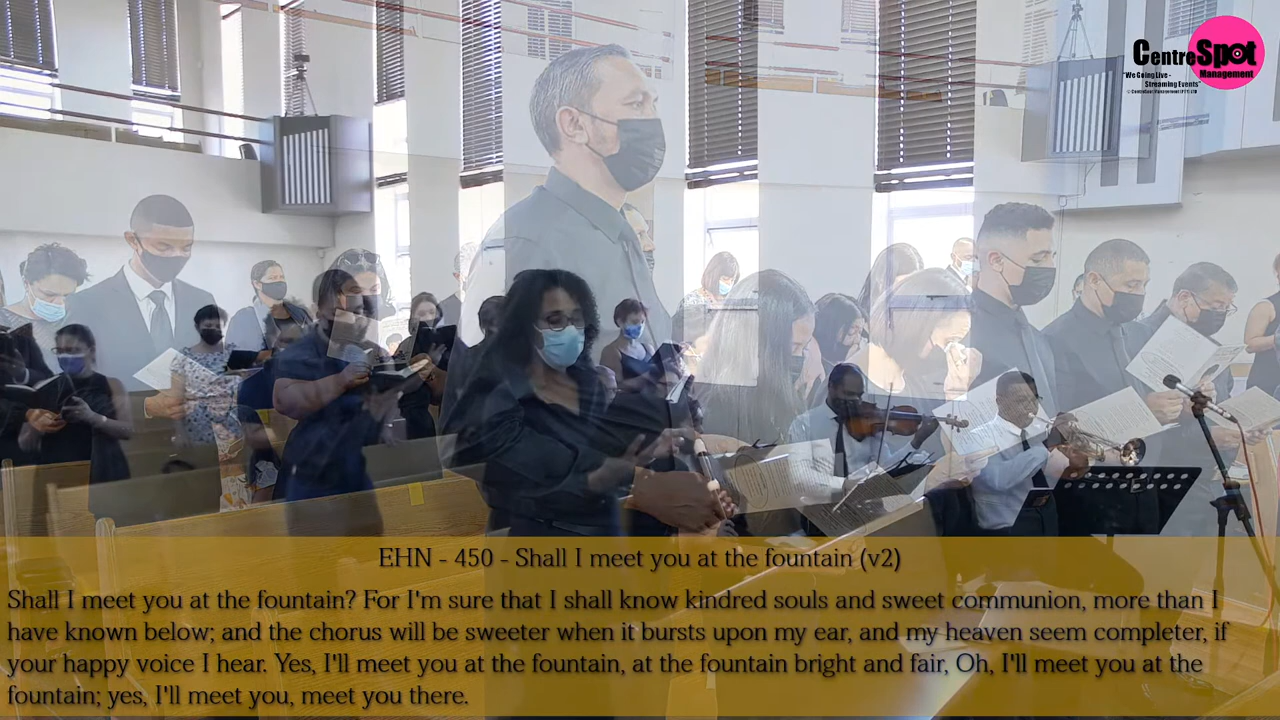 CentreSpot
Management
"We Going Live -
Streaming Events"
EHN - 450 - Shall I meet you at the fountain (v2)
Shall I meet you at the fountain? For I'm sure that I shall know kindred souls and sweet communion, more than I
have known below; and the chorus will be sweeter when it bursts upon my ear, and my heaven seem completer, if
your happy voice I hear. Yes, I'll meet you at the fountain, at the fountain bright and fair, Oh, I'll meet you at the
fountain; yes, I'll meet you, meet you there.